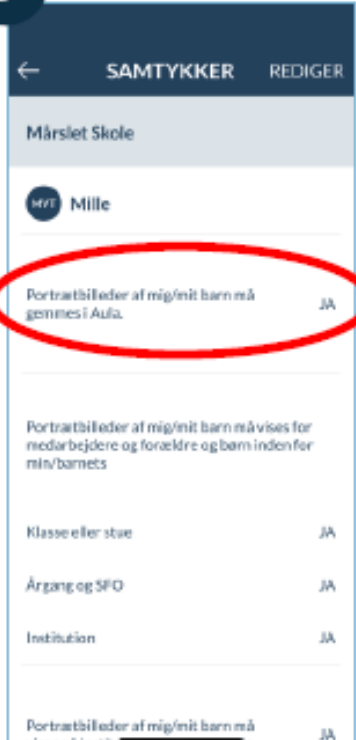 ← SAMTYKKER REDIGER
Mårslet Skole
MVT Mille
Portrætbilleder af mig/mit barn må JA
gemmes i Aula.
Portrætbilleder af mig/mit barn må vises for
medarbejdere og forældre og børn inden for
min/barnets
Klasse eller stue JA
Årgang og SFO JA
Institution JA
Portrætbilleder af mig/mit barn må JA